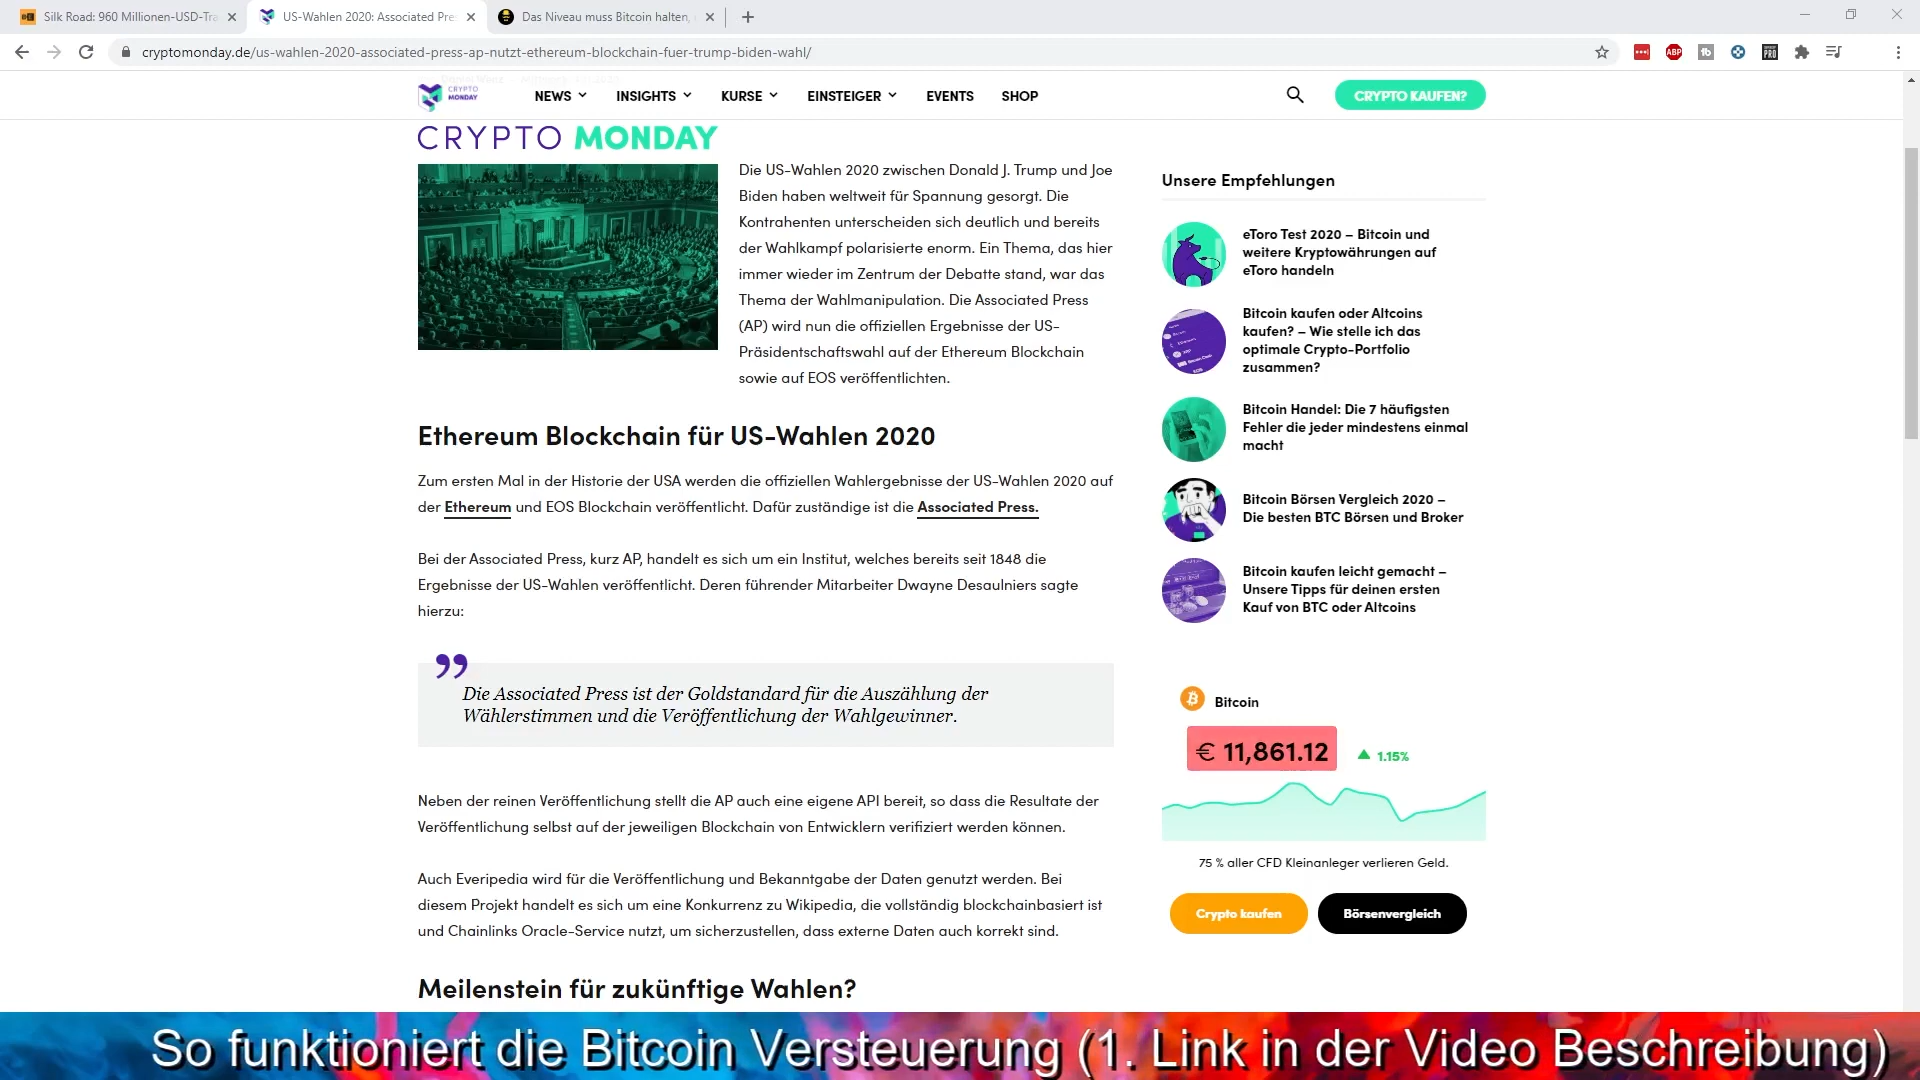 Silk Road: 960 Millionen-USD-Tra
US-Wahlen 2020: Associated Pre
Das Niveau muss Bitcoin halten,
cryptomonday.de/us-wahlen-2020-associated-press-ap-nutzt-ethereum-blockchain-fuer-trump-biden-wahl/
ABP
PRO
CRYPTO
MONDAY
NEWS
INSIGHTS
KURSE
EINSTEIGER
EVENTS
SHOP
CRYPTO KAUFEN?
CRYPTO MONDAY
Die US-Wahlen 2020 zwischen Donald J. Trump und Joe
Biden haben weltweit für Spannung gesorgt. Die
Kontrahenten unterscheiden sich deutlich und bereits
der Wahlkampf polarisierte enorm. Ein Thema, das hier
immer wieder im Zentrum der Debatte stand, war das
Thema der Wahlmanipulation. Die Associated Press
(AP) wird nun die offiziellen Ergebnisse der US-
Präsidentschaftswahl auf der Ethereum Blockchain
sowie auf EOS veröffentlichten.
Ethereum Blockchain für US-Wahlen 2020
Zum ersten Mal in der Historie der USA werden die offiziellen Wahlergebnisse der US-Wahlen 2020 auf
der Ethereum und EOS Blockchain veröffentlicht. Dafür zuständige ist die Associated Press.
Bei der Associated Press, kurz AP, handelt es sich um ein Institut, welches bereits seit 1848 die
Ergebnisse der US-Wahlen veröffentlicht. Deren führender Mitarbeiter Dwayne Desaulniers sagte
hierzu:
”
Die Associated Press ist der Goldstandard für die Auszählung der
Wählerstimmen und die Veröffentlichung der Wahlgewinner.
Neben der reinen Veröffentlichung stellt die AP auch eine eigene API bereit, so dass die Resultate der
Veröffentlichung selbst auf der jeweiligen Blockchain von Entwicklern verifiziert werden können.
Auch Everipedia wird für die Veröffentlichung und Bekanntgabe der Daten genutzt werden. Bei
diesem Projekt handelt es sich um eine Konkurrenz zu Wikipedia, die vollständig blockchainbasiert ist
und Chainlinks Oracle-Service nutzt, um sicherzustellen, dass externe Daten auch korrekt sind.
Meilenstein für zukünftige Wahlen?
Unsere Empfehlungen
eToro Test 2020 – Bitcoin und
weitere Kryptowährungen auf
eToro handeln
Bitcoin kaufen oder Altcoins
kaufen? – Wie stelle ich das
optimale Crypto-Portfolio
zusammen?
Bitcoin Handel: Die 7 häufigsten
Fehler die jeder mindestens einmal
macht
Bitcoin Börsen Vergleich 2020 –
Die besten BTC Börsen und Broker
Bitcoin kaufen leicht gemacht –
Unsere Tipps für deinen ersten
Kauf von BTC oder Altcoins
Bitcoin
€ 11,861.12
1.15%
75 % aller CFD Kleinanleger verlieren Geld.
Crypto kaufen
Börsenvergleich
So funktioniert die Bitcoin Versteuerung (1. Link in der Video Beschreibung)